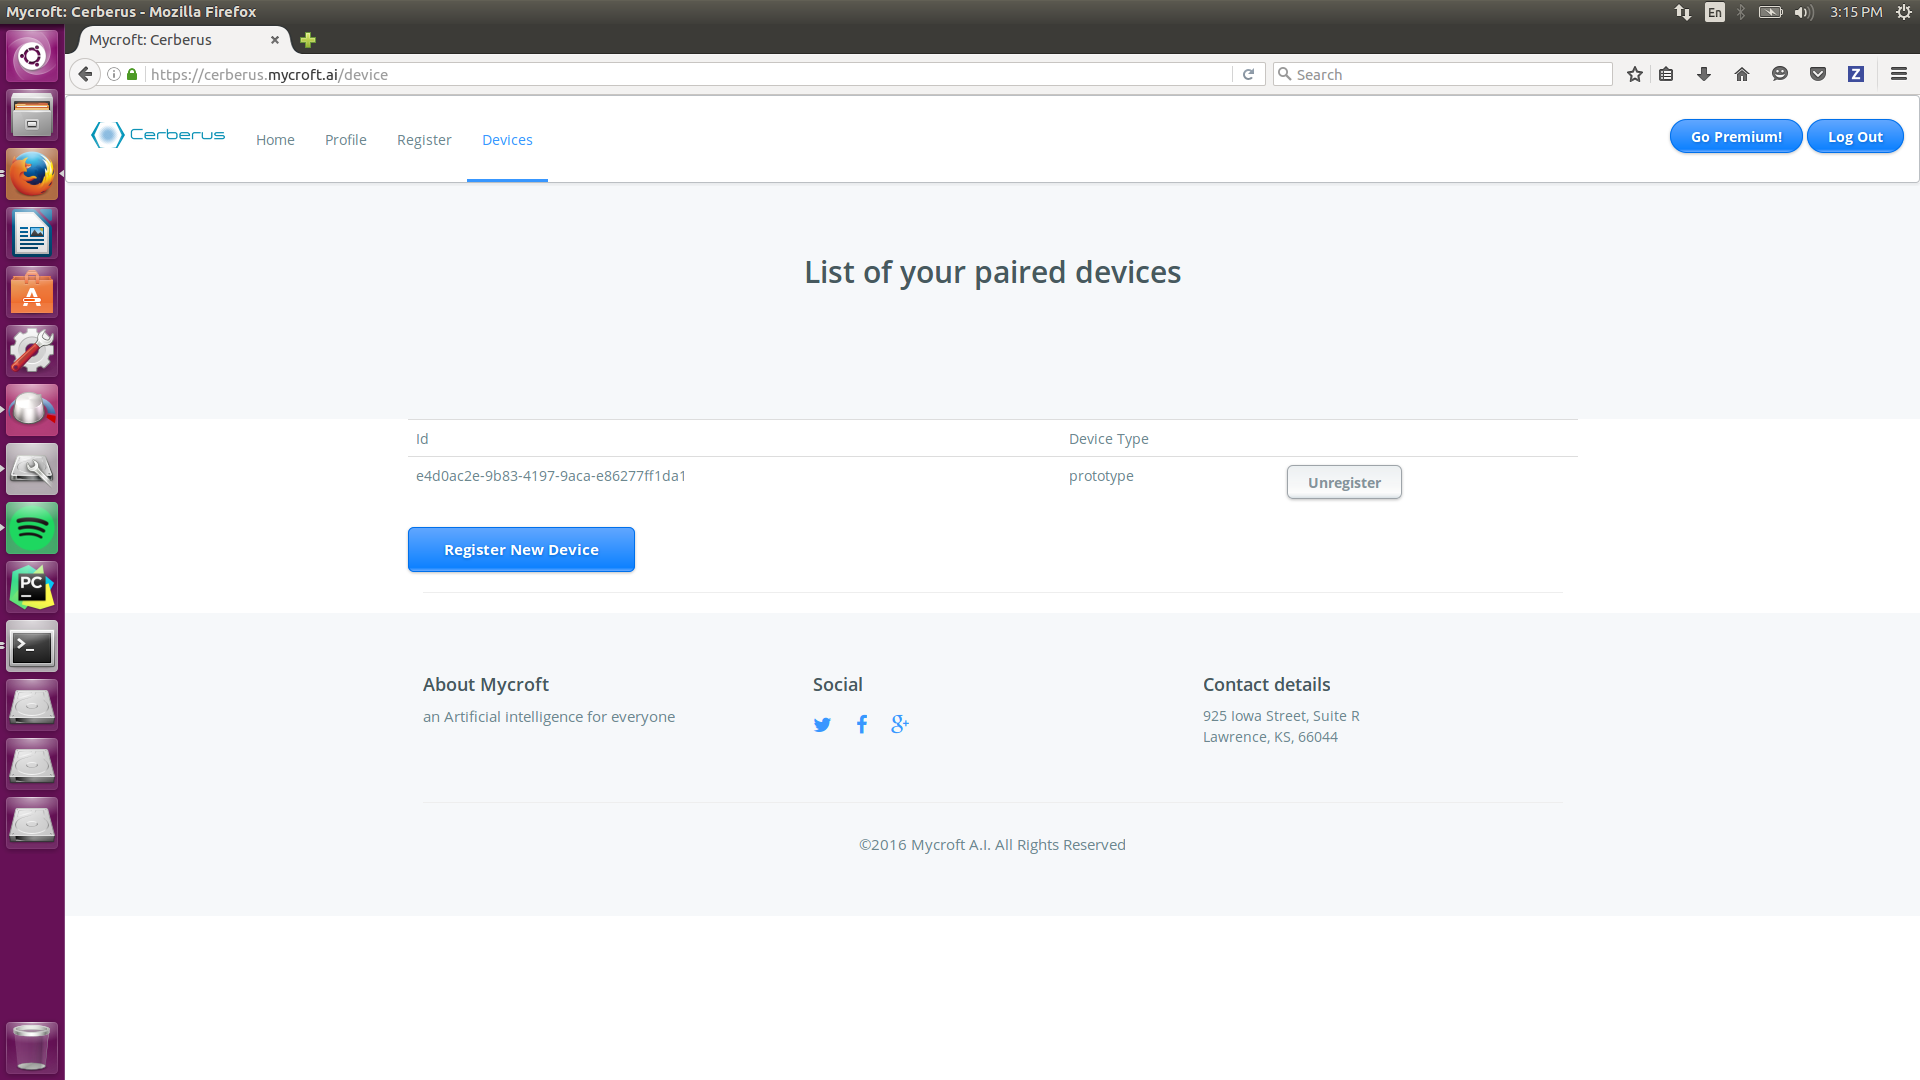 Mycroft: Cerberus - Mozilla Firefox
En
3:15 PM
Mycroft: Cerberus
https://cerberus.mycroft.ai/device
Search
Z
Cerberus
Home
Profile
Register
Devices
Go Premium!
Log Out
List of your paired devices
Id
Device Type
e4d0ac2e-9b83-4197-9aca-e86277ff1da1
prototype
Unregister
Register New Device
PC
About Mycroft
an Artificial intelligence for everyone
Social
Contact details
925 Iowa Street, Suite R
Lawrence, KS, 66044
©2016 Mycroft A.I. All Rights Reserved